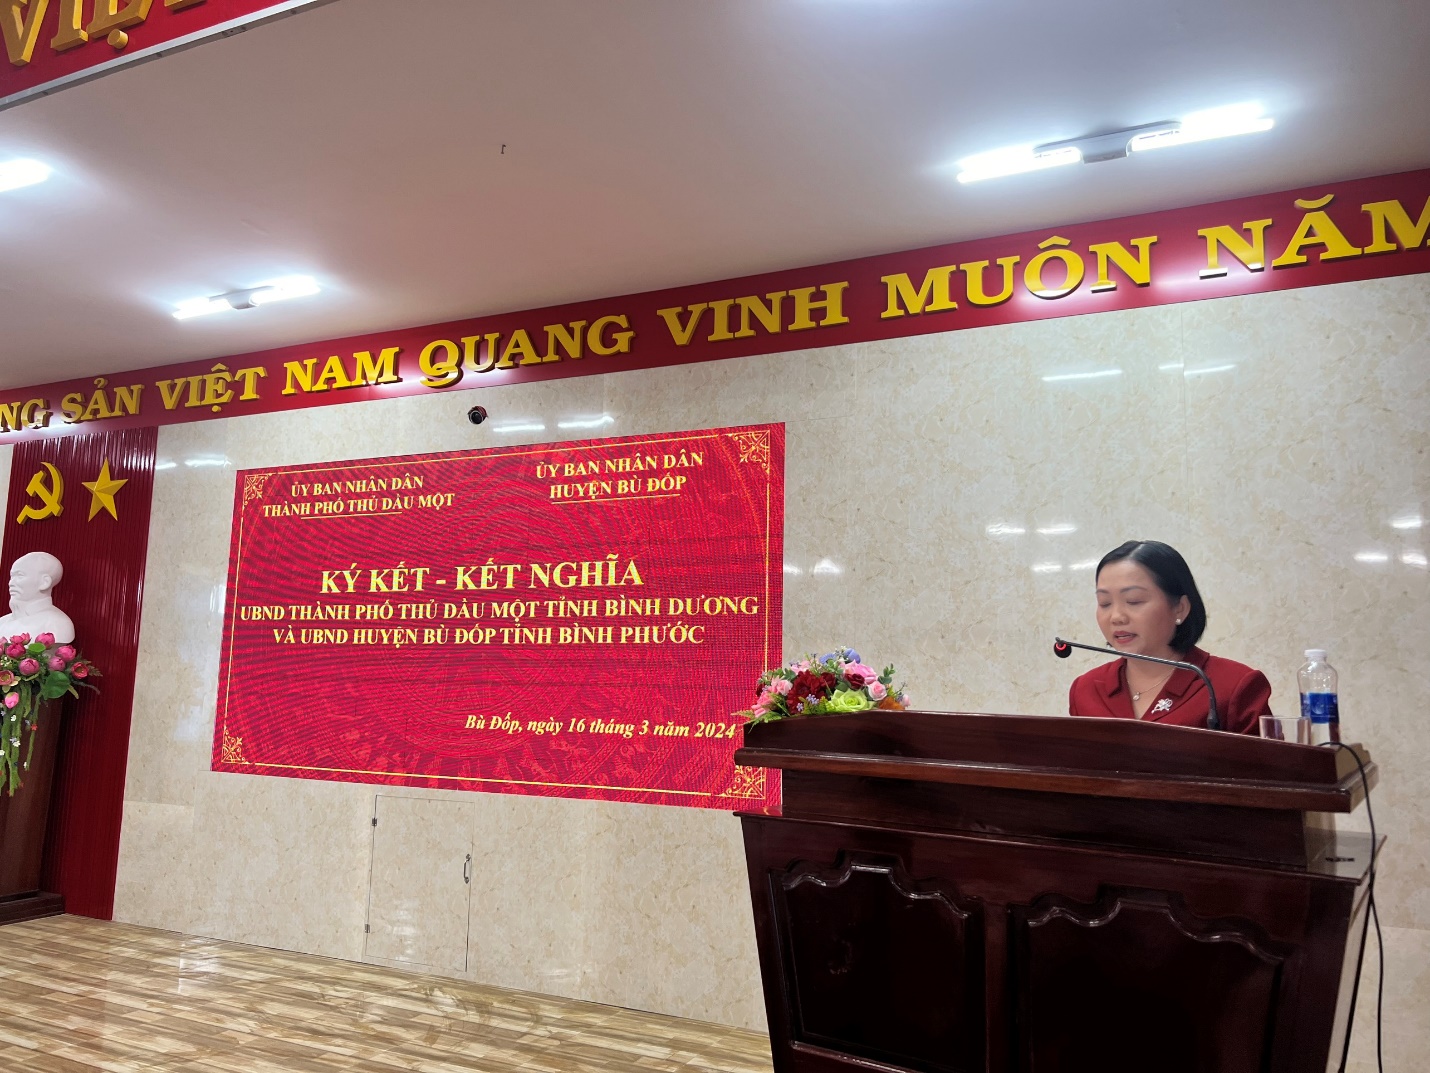 VIỆ
NG SẢN VIỆT NAM QUANG VINH MUÔN NĂM
ỦY BAN NHÂN DÂN
THÀNH PHỐ THỦ DẦU MỘT
ỦY BAN NHÂN DÂN
HUYỆN BÙ ĐỐP
KÝ KẾT - KẾT NGHĨA
UBND THÀNH PHỐ THỦ DẦU MỘT TỈNH BÌNH DƯƠNG
VÀ UBND HUYỆN BÙ ĐỐP TỈNH BÌNH PHƯỚC
Bù Đốp, ngày 16 tháng 3 năm 2024